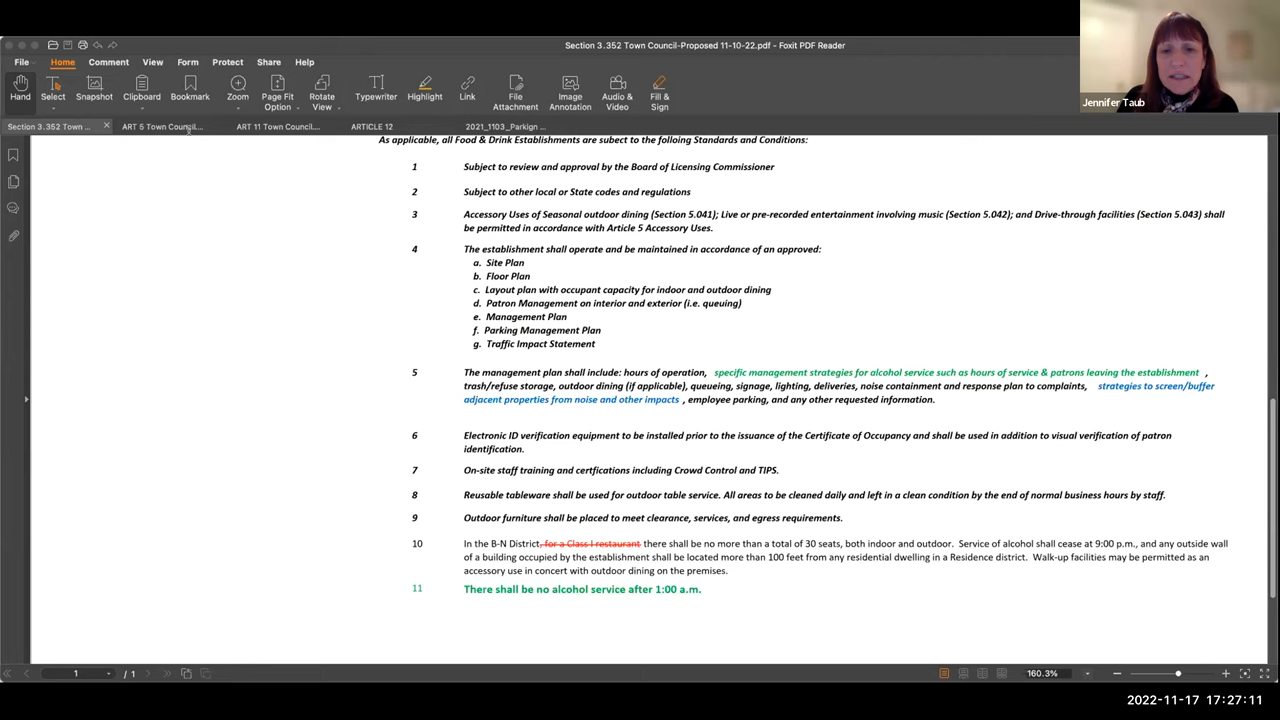 Section 3.352 Town Council-Proposed 11-10-22.pdf - Foxit PDF Reader
File Home Comment View Form Protect Share Help
Hand Select Snapshot Clipboard Bookmark Zoom Page Fit Option Rotate View Typewriter Highlight Link File Attachment Image Annotation Audio & Video Fill & Sign
Jennifer Taub
Section 3.352 Town ... ART 5 Town Council.... ART 11 Town Council.... ARTICLE 12 2021_1103_Parkign ...
As applicable, all Food & Drink Establishments are subect to the folloing Standards and Conditions:
1 Subject to review and approval by the Board of Licensing Commissioner
2 Subject to other local or State codes and regulations
3 Accessory Uses of Seasonal outdoor dining (Section 5.041); Live or pre-recorded entertainment involving music (Section 5.042); and Drive-through facilities (Section 5.043) shall
be permitted in accordance with Article 5 Accessory Uses.
4 The establishment shall operate and be maintained in accordance of an approved:
a. Site Plan
b. Floor Plan
c. Layout plan with occupant capacity for indoor and outdoor dining
d. Patron Management on interior and exterior (i.e. queuing)
e. Management Plan
f. Parking Management Plan
g. Traffic Impact Statement
5 The management plan shall include: hours of operation, specific management strategies for alcohol service such as hours of service & patrons leaving the establishment ,
trash/refuse storage, outdoor dining (if applicable), queuing, signage, lighting, deliveries, noise containment and response plan to complaints, strategies to screen/buffer
adjacent properties from noise and other impacts , employee parking, and any other requested information.
6 Electronic ID verification equipment to be installed prior to the issuance of the Certificate of Occupancy and shall be used in addition to visual verification of patron
identification.
7 On-site staff training and certfications including Crowd Control and TIPS.
8 Reusable tableware shall be used for outdoor table service. All areas to be cleaned daily and left in a clean condition by the end of normal business hours by staff.
9 Outdoor furniture shall be placed to meet clearance, services, and egress requirements.
10 In the B-N District, for a Class I restaurant there shall be no more than a total of 30 seats, both indoor and outdoor. Service of alcohol shall cease at 9:00 p.m., and any outside wall
of a building occupied by the establishment shall be located more than 100 feet from any residential dwelling in a Residence district. Walk-up facilities may be permitted as an
accessory use in concert with outdoor dining on the premises.
11 There shall be no alcohol service after 1:00 a.m.
1 / 1 160.3%
2022-11-17 17:27:11